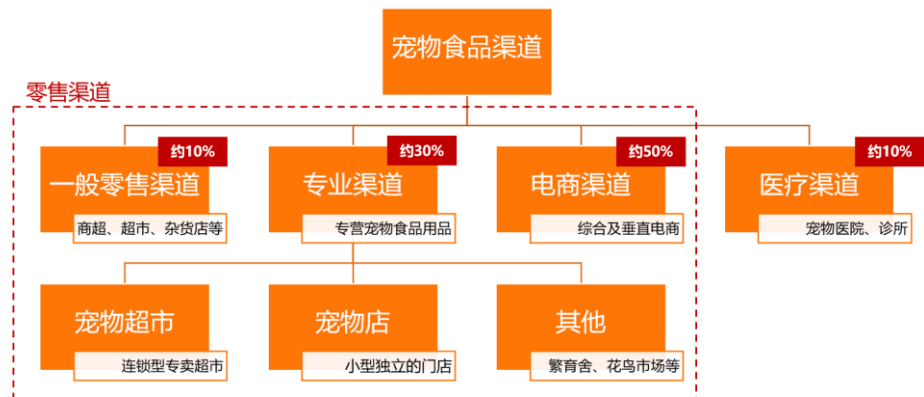 宠物食品渠道
零售渠道
约10%
一般零售渠道
商超、超市、杂货店等
约30%
专业渠道
专营宠物食品用品
约50%
电商渠道
综合及垂直电商
约10%
医疗渠道
宠物医院、诊所
宠物超市
连锁型专卖超市
宠物店
小型独立的门店
其他
繁育舍、花鸟市场等